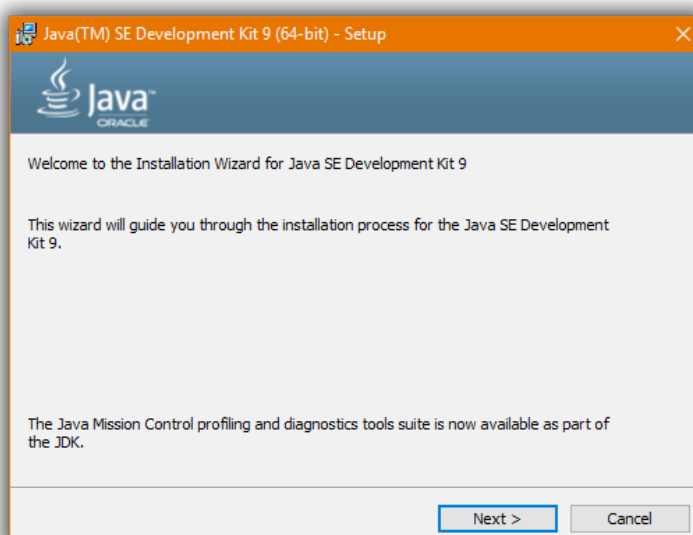 Java(TM) SE Development Kit 9 (64-bit) - Setup
Java™
ORACLE
Welcome to the Installation Wizard for Java SE Development Kit 9
This wizard will guide you through the installation process for the Java SE Development
Kit 9.
The Java Mission Control profiling and diagnostics tools suite is now available as part of
the JDK.
Next >
Cancel